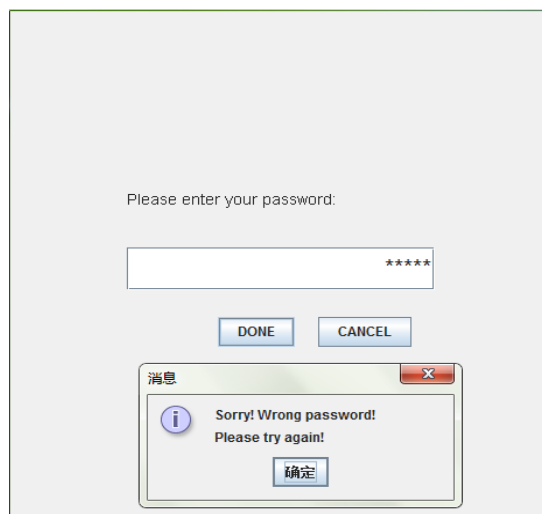 Please enter your password:
*****
DONE CANCEL
消息
Sorry! Wrong password!
Please try again!
确定